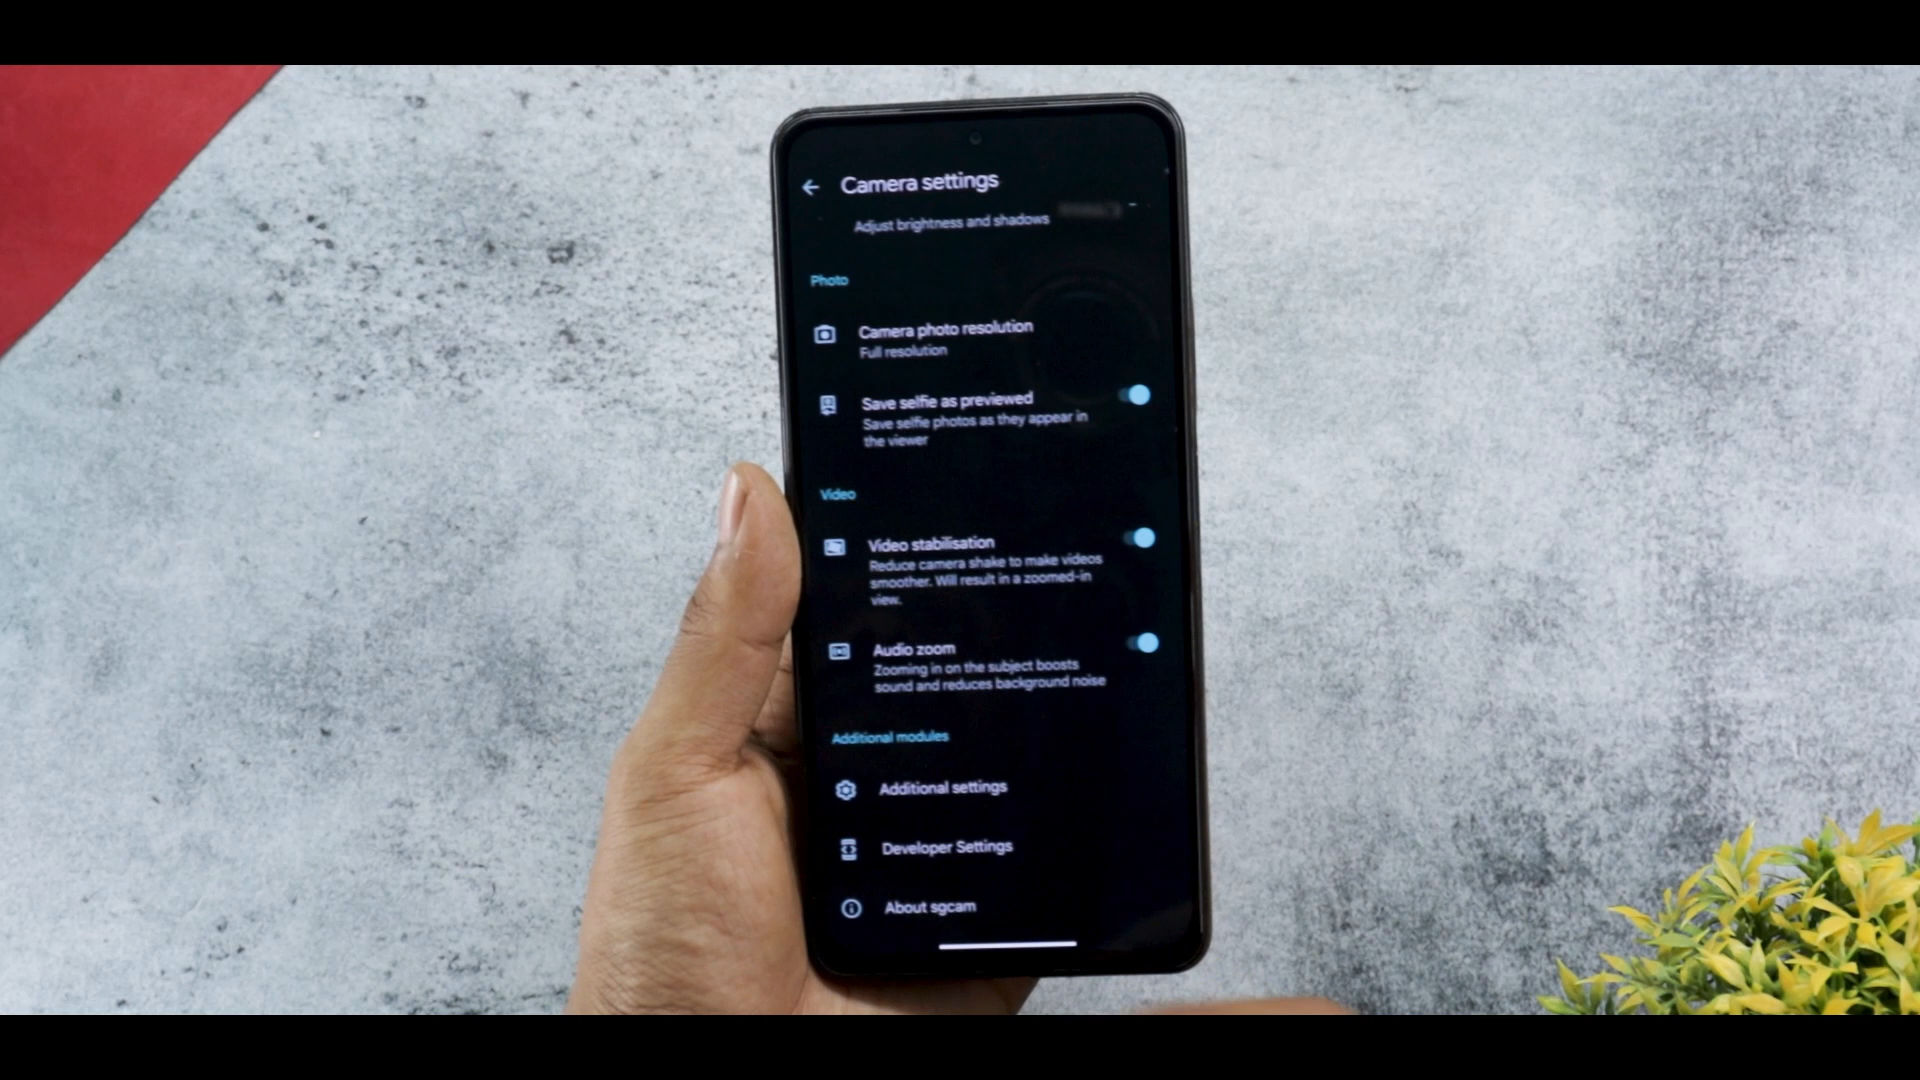 Camera settings
Adjust brightness and shadows
Photo
Camera photo resolution
Full resolution
Save selfie as previewed
Save selfie photos as they appear in
the viewer
Video
Video stabilisation
Reduce camera shake to make videos
smoother. Will result in a zoomed-in
view.
Audio zoom
Zooming in on the subject boosts
sound and reduces background noise
Additional modules
Additional settings
Developer Settings
About sgcam